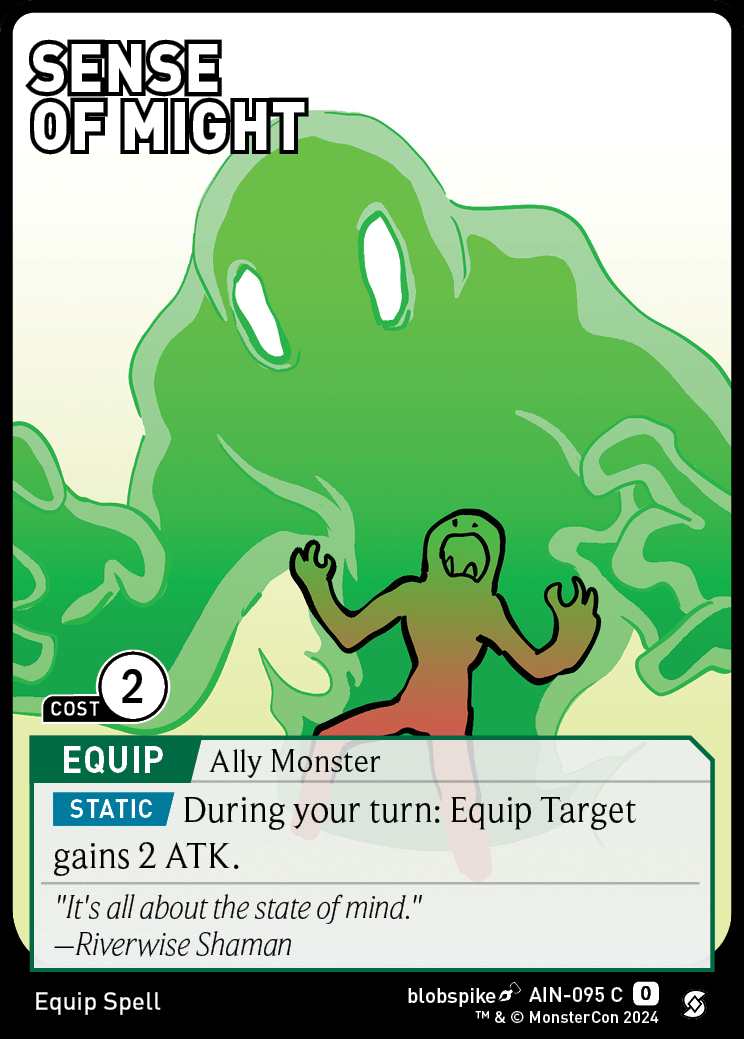 SENSE
OF MIGHT
COST 2
EQUIP Ally Monster
STATIC During your turn: Equip Target
gains 2 ATK.
"It's all about the state of mind."
—Riverwise Shaman
Equip Spell
blobspike AIN-095 C 0
™ & © MonsterCon 2024